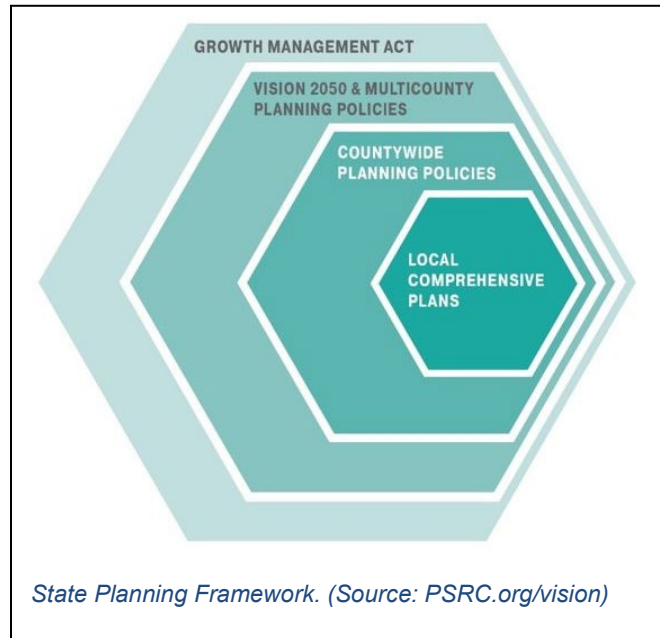 GROWTH MANAGEMENT ACT
VISION 2050 & MULTICOUNTY
PLANNING POLICIES
COUNTYWIDE
PLANNING POLICIES
LOCAL
COMPREHENSIVE
PLANS
State Planning Framework. (Source: PSRC.org/vision)